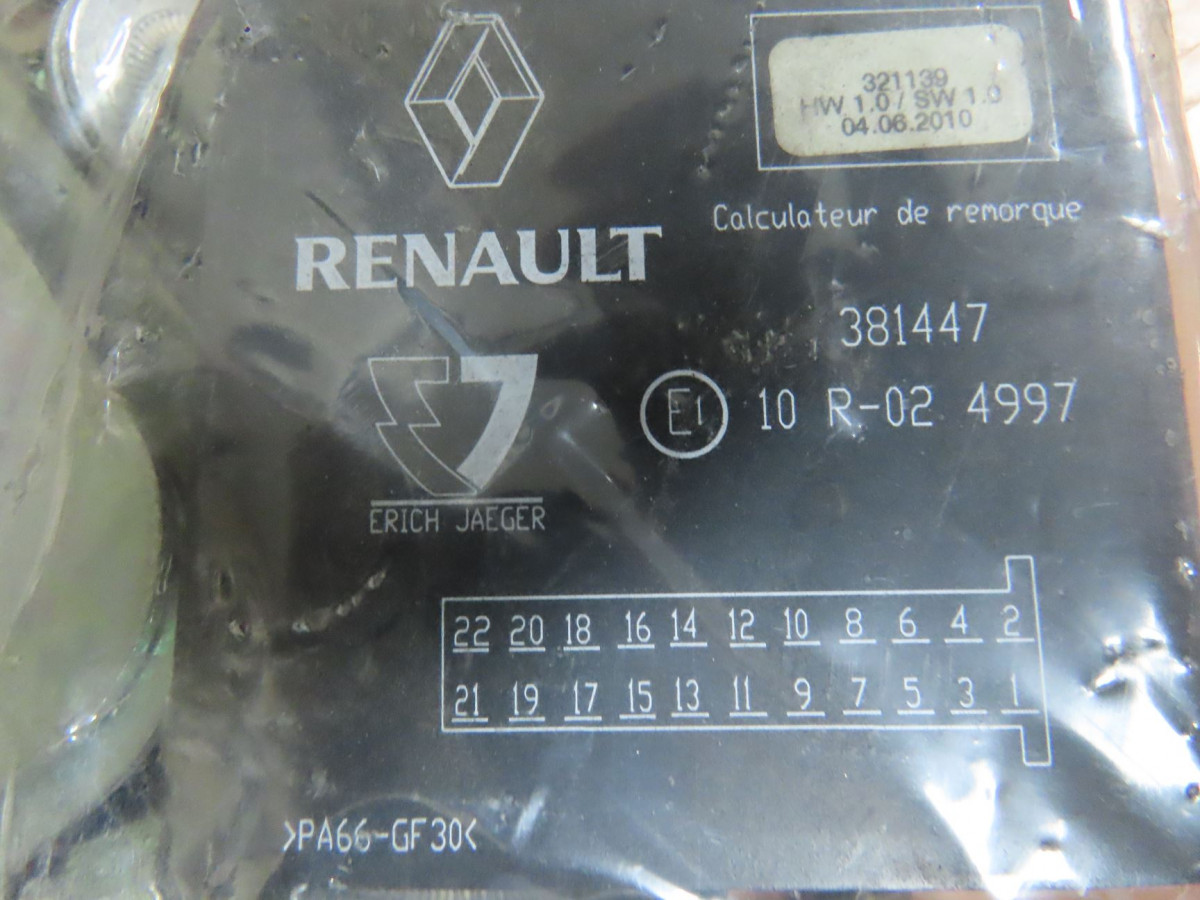 321139
HW 1.0 / SW 1.0
04.06.2010
Calculateur de remorque
RENAULT
381447
E1 10 R-02 4997
ERICH JAEGER
22 20 18 16 14 12 10 8 6 4 2
21 19 17 15 13 11 9 7 5 3 1
>PA66-GF30<